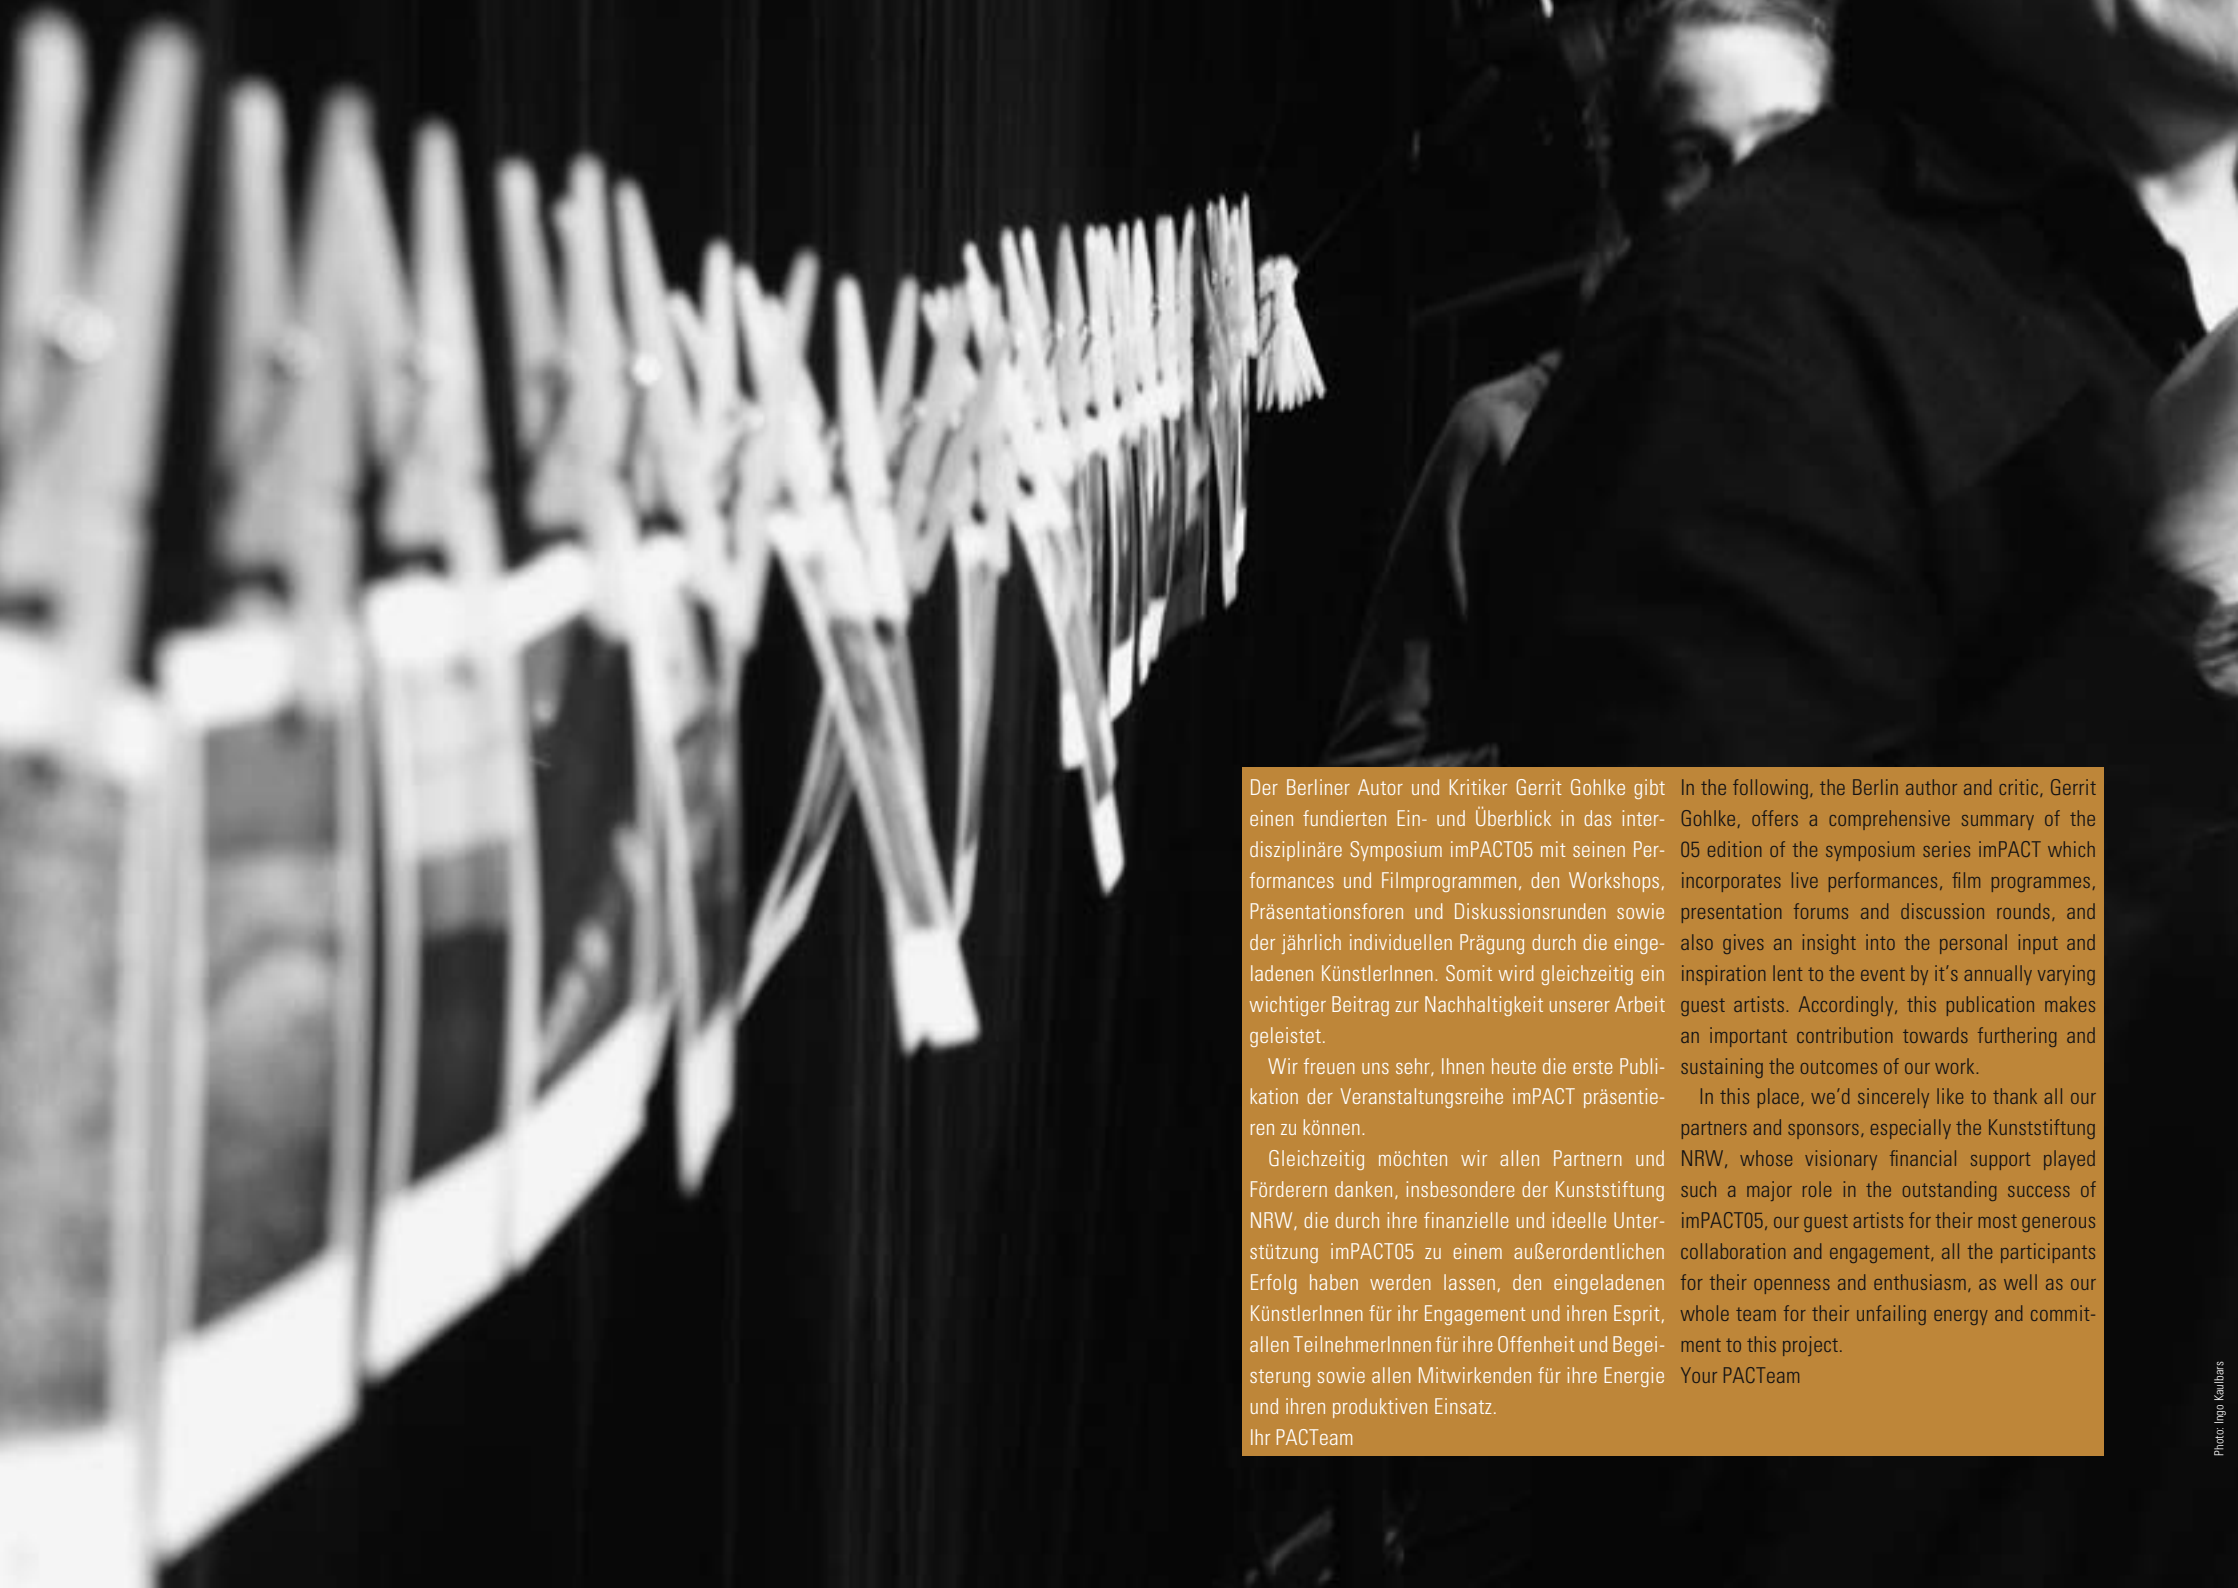 Der Berliner Autor und Kritiker Gerrit Gohlke gibt
einen fundierten Ein- und Überblick in das inter-
disziplinäre Symposium imPACT05 mit seinen Per-
formances und Filmprogrammen, den Workshops,
Präsentationsforen und Diskussionsrunden sowie
der jährlich individuellen Prägung durch die einge-
ladenen KünstlerInnen. Somit wird gleichzeitig ein
wichtiger Beitrag zur Nachhaltigkeit unserer Arbeit
geleistet.
Wir freuen uns sehr, Ihnen heute die erste Publi-
kation der Veranstaltungsreihe imPACT präsentie-
ren zu können.
Gleichzeitig möchten wir allen Partnern und
Förderern danken, insbesondere der Kunststiftung
NRW, die durch ihre finanzielle und ideelle Unter-
stützung imPACT05 zu einem außerordentlichen
Erfolg haben werden lassen, den eingeladenen
KünstlerInnen für ihr Engagement und ihren Esprit,
allen TeilnehmerInnen für ihre Offenheit und Begei-
sterung sowie allen Mitwirkenden für ihre Energie
und ihren produktiven Einsatz.
Ihr PACTeam
In the following, the Berlin author and critic, Gerrit
Gohlke, offers a comprehensive summary of the
05 edition of the symposium series imPACT which
incorporates live performances, film programmes,
presentation forums and discussion rounds, and
also gives an insight into the personal input and
inspiration lent to the event by it’s annually varying
guest artists. Accordingly, this publication makes
an important contribution towards furthering and
sustaining the outcomes of our work.
In this place, we’d sincerely like to thank all our
partners and sponsors, especially the Kunststiftung
NRW, whose visionary financial support played
such a major role in the outstanding success of
imPACT05, our guest artists for their most generous
collaboration and engagement, all the participants
for their openness and enthusiasm, as well as our
whole team for their unfailing energy and commit-
ment to this project.
Your PACTeam
Photo: Ingo Kaulbars